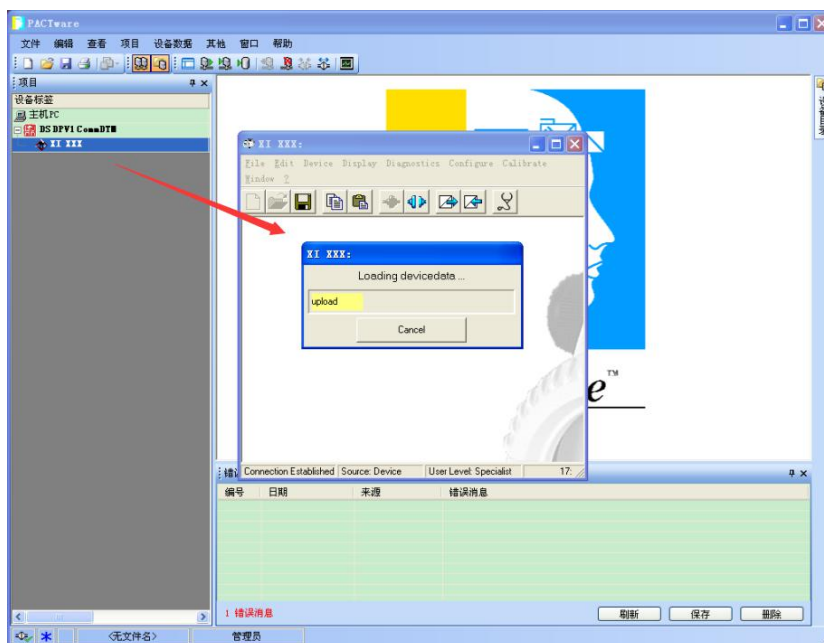 PACTware
文件 编辑 查看 项目 设备数据 其他 窗口 帮助
项目
设备标签
主机PC
BS DPV1 CommDTM
XI XXX
XI XXX:
File Edit Device Display Diagnostics Configure Calibrate
Window ?
XI XXX:
Loading devicedata ...
upload
Cancel
e™
Connection Established Source: Device User Level: Specialist 17:
编号 日期 来源 错误消息
1 错误消息
刷新 保存 删除
<无文件名> 管理员